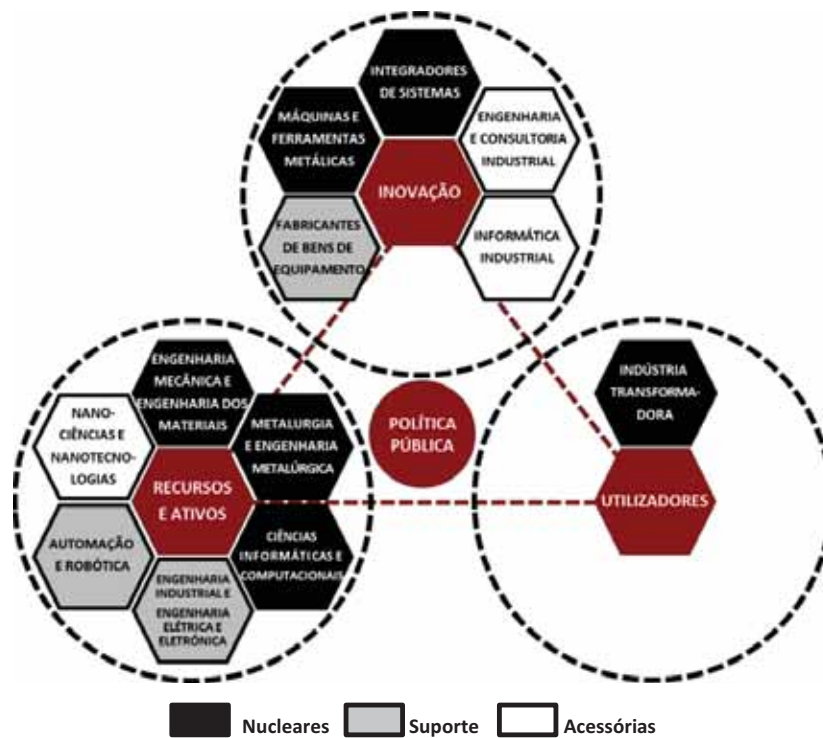 INTEGRADORES
DE SISTEMAS
MÁQUINAS E
FERRAMENTAS
METÁLICAS
ENGENHARIA
E CONSULTORIA
INDUSTRIAL
INOVAÇÃO
FABRICANTES
DE BENS DE
EQUIPAMENTO
INFORMÁTICA
INDUSTRIAL
ENGENHARIA
MECÂNICA E
ENGENHARIA DOS
MATERIAIS
NANO-
CIÊNCIAS E
NANOTECNO-
LOGIAS
METALURGIA
E ENGENHARIA
METALÚRGICA
RECURSOS
E ATIVOS
AUTOMAÇÃO
E ROBÓTICA
CIÊNCIAS
INFORMÁTICAS E
COMPUTACIONAIS
ENGENHARIA
INDUSTRIAL E
ENGENHARIA
ELÉTRICA E
ELETRÓNICA
POLÍTICA
PÚBLICA
INDÚSTRIA
TRANSFORMA-
DORA
UTILIZADORES
Nucleares Suporte Acessórias